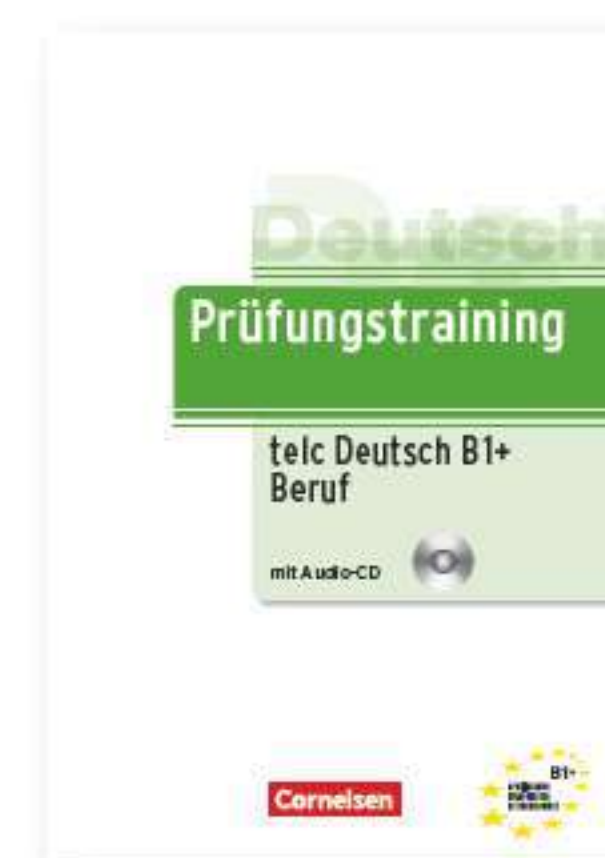 Deutsch
Prüfungstraining
telc Deutsch B1+
Beruf
mit Audio-CD
Cornelsen
B1+